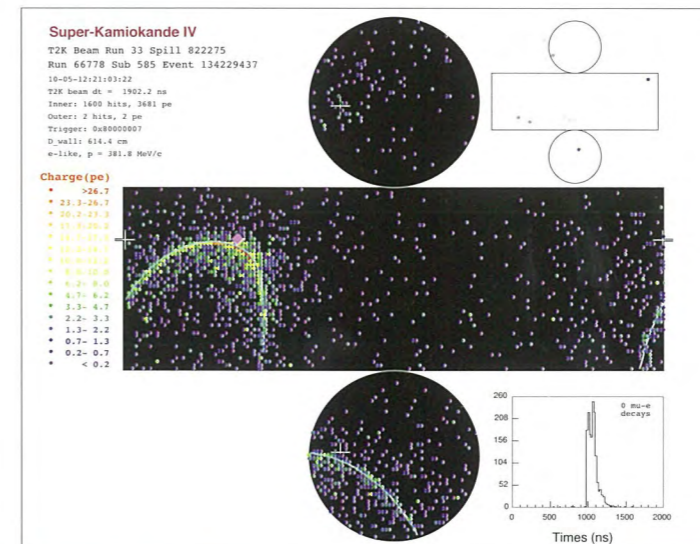 Super-Kamiokande IV
T2K Beam Run 33 Spill 822275
Run 66778 Sub 585 Event 134229437
10-05-12:21:03:22
T2K beam dt = 1902.2 ns
Inner: 1600 hits, 3681 pe
Outer: 2 hits, 2 pe
Trigger: 0x80000007
D_wall: 614.4 cm
e-like, p = 381.8 MeV/c
Charge(pe)
>26.7
23.3-26.7
20.2-23.3
8.0-10.0
6.2- 8.0
4.7- 6.2
3.3- 4.7
2.2- 3.3
1.3- 2.2
0.7- 1.3
0.2- 0.7
< 0.2
0 mu-e
decays
260
208
156
104
52
0
0 500 1000 1500 2000
Times (ns)